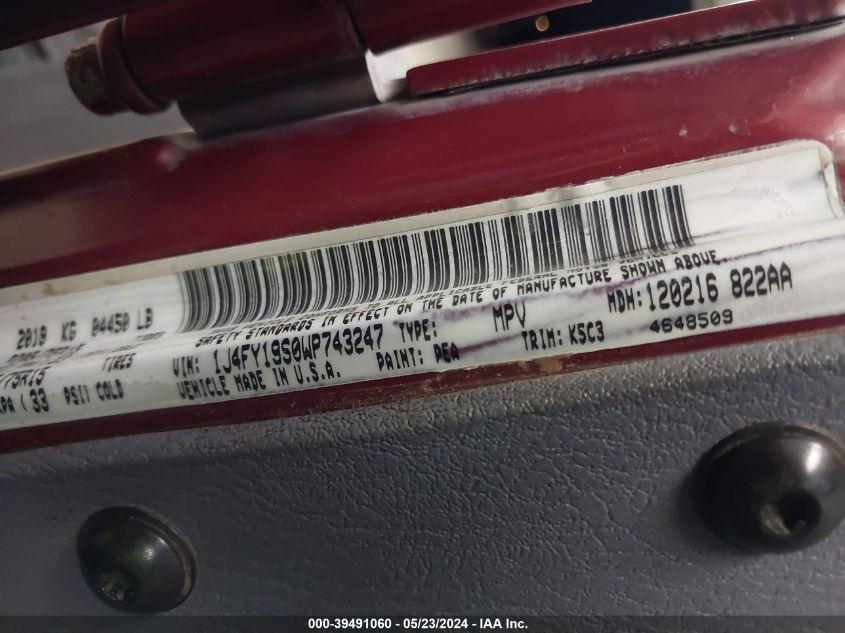 2018 KG 04450 LB
SAFETY STANDARDS IN EFFECT ON THE DATE OF MANUFACTURE SHOWN ABOVE.
TIRES
VIN: 1J4FY19S0WP743247 TYPE: MPV MDH: 120216 822AA
PSI) COLD
VEHICLE MADE IN U.S.A. PAINT: PEA TRIM: K5C3 4648509
000-39491060 - 05/23/2024 - IAA Inc.